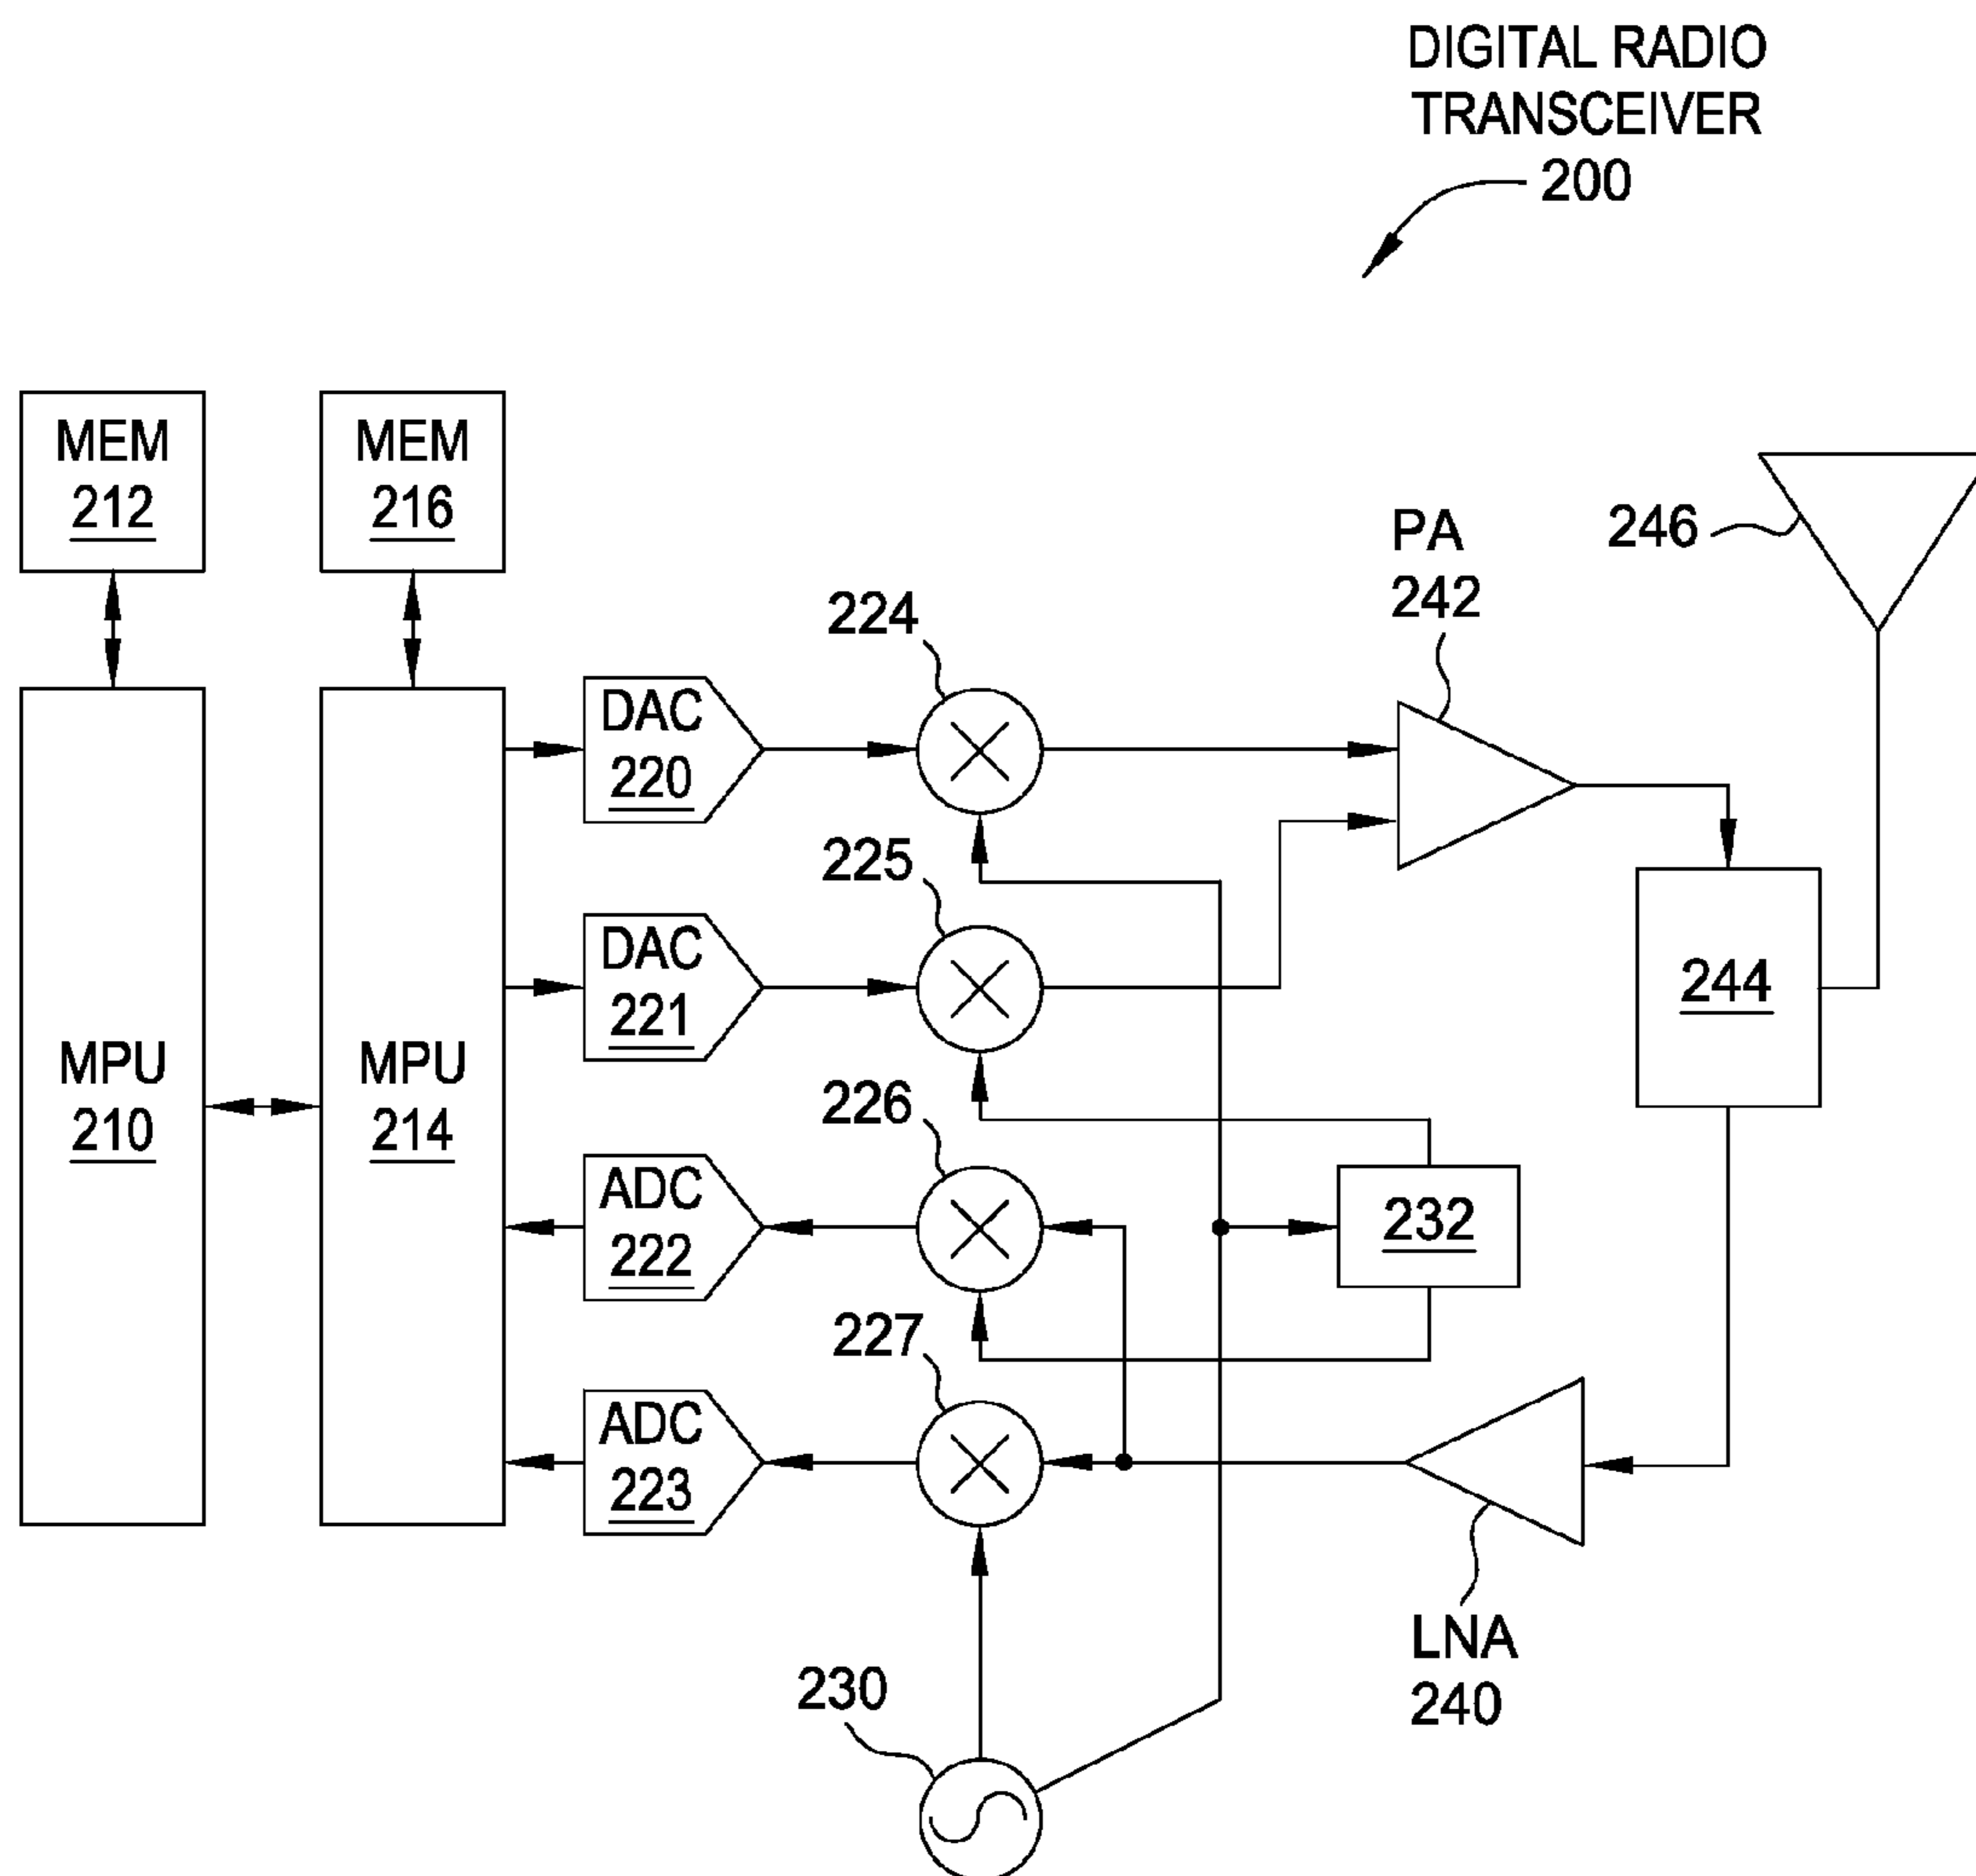 DIGITAL RADIO
TRANSCEIVER
200
MEM
212
MEM
216
PA
242
246
224
DAC
220
225
DAC
221
244
MPU
210
MPU
214
226
ADC
222
232
227
ADC
223
LNA
240
230